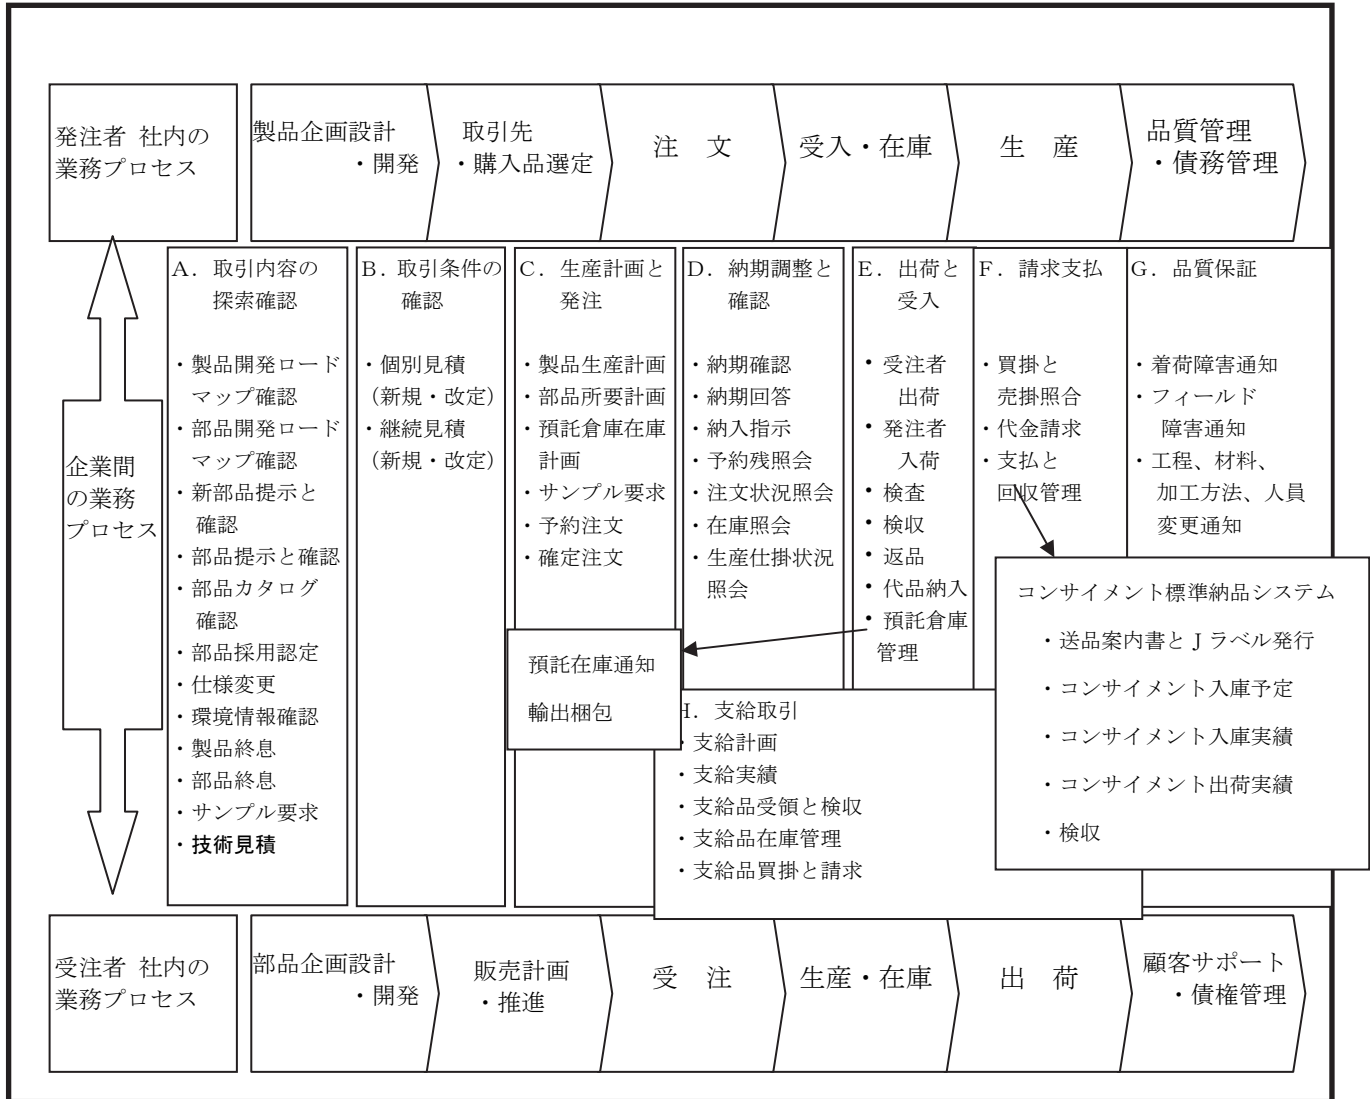 発注者 社内の
業務プロセス
製品企画設計
・開発
取引先
・購入品選定
注　文
受入・在庫
生　産
品質管理
・債務管理
企業間
の業務
プロセス
A．取引内容の
探索確認
・製品開発ロード
マップ確認
・部品開発ロード
マップ確認
・新部品提示と
確認
・部品提示と確認
・部品カタログ
確認
・部品採用認定
・仕様変更
・環境情報確認
・製品終息
・部品終息
・サンプル要求
・技術見積
B．取引条件の
確認
・個別見積
（新規・改定）
・継続見積
（新規・改定）
C．生産計画と
発注
・製品生産計画
・部品所要計画
・預託倉庫在庫
計画
・サンプル要求
・予約注文
・確定注文
預託在庫通知
輸出梱包
D．納期調整と
確認
・納期確認
・納期回答
・納入指示
・予約残照会
・注文状況照会
・在庫照会
・生産仕掛状況
照会
E．出荷と
受入
• 受注者
出荷
• 発注者
入荷
• 検査
• 検収
• 返品
• 代品納入
• 預託倉庫
管理
F．請求支払
・買掛と
売掛照合
・代金請求
・支払と
回収管理
G．品質保証
・着荷障害通知
・フィールド
障害通知
・工程、材料、
加工方法、人員
変更通知
コンサイメント標準納品システム
・送品案内書とJラベル発行
・コンサイメント入庫予定
・コンサイメント入庫実績
・コンサイメント出荷実績
・検収
H．支給取引
・支給計画
・支給実績
・支給品受領と検収
・支給品在庫管理
・支給品買掛と請求
受注者 社内の
業務プロセス
部品企画設計
・開発
販売計画
・推進
受　注
生産・在庫
出　荷
顧客サポート
・債権管理